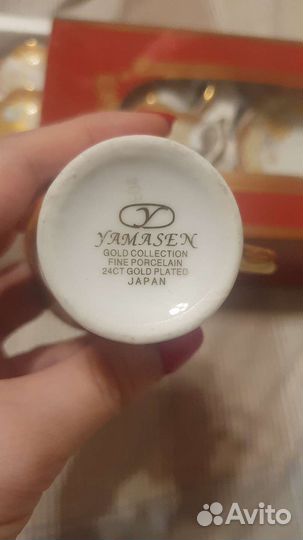 Y
YAMASEN
GOLD COLLECTION
FINE PORCELAIN
24CT GOLD PLATED
JAPAN
Avito